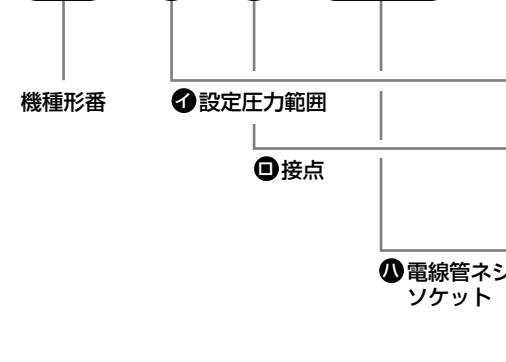 機種形番
イ設定圧力範囲
ロ接点
ハ電線管ネジ
ソケット